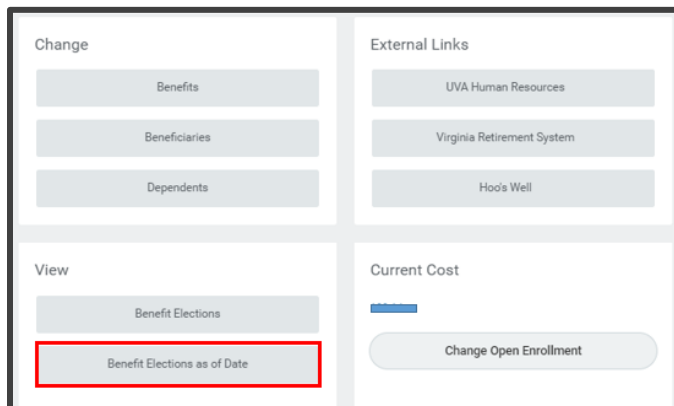 Change
Benefits
Beneficiaries
Dependents
External Links
UVA Human Resources
Virginia Retirement System
Hoo's Well
View
Benefit Elections
Benefit Elections as of Date
Current Cost
Change Open Enrollment